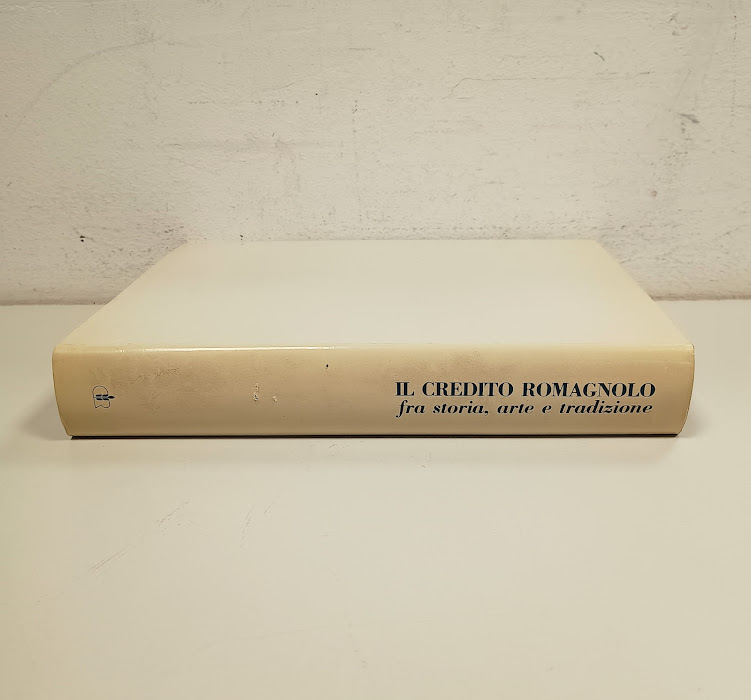 IL CREDITO ROMAGNOLO
fra storia, arte e tradizione